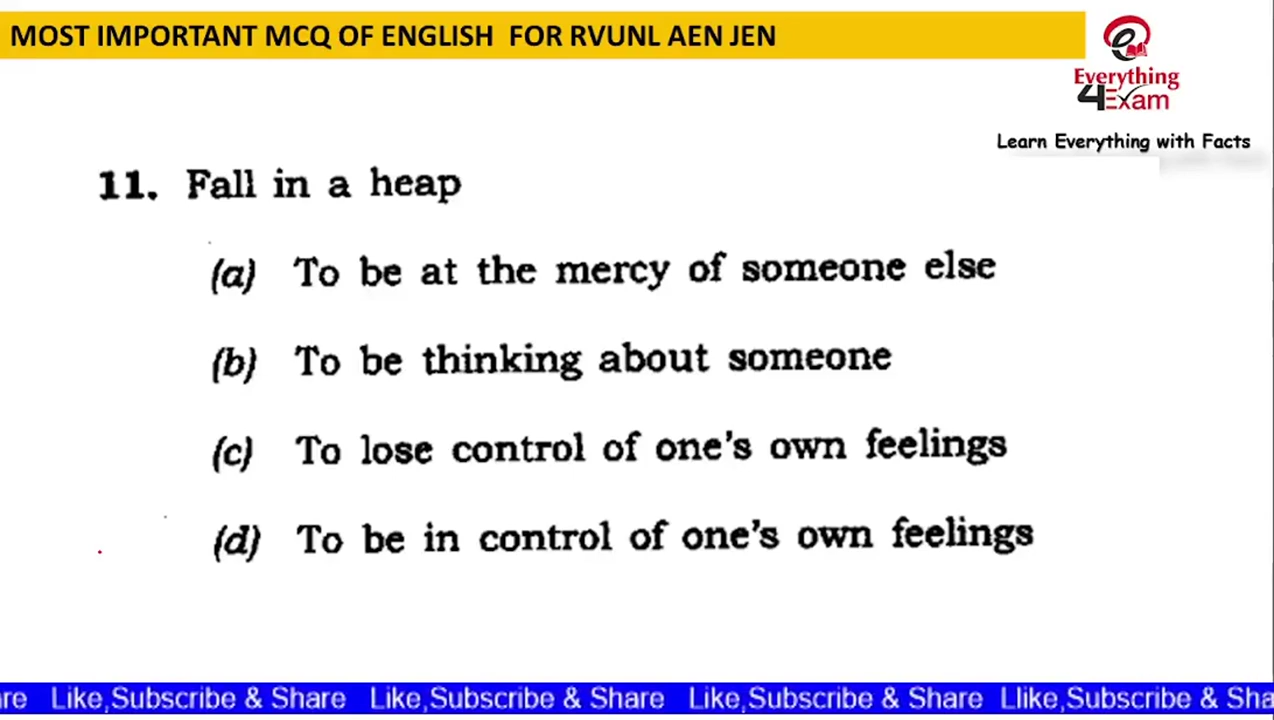 MOST IMPORTANT MCQ OF ENGLISH FOR RVUNL AEN JEN
e
Everything
4Exam
Learn Everything with Facts
11. Fall in a heap
(a) To be at the mercy of someone else
(b) To be thinking about someone
(c) To lose control of one's own feelings
(d) To be in control of one's own feelings
re Like,Subscribe & Share Like,Subscribe & Share Like,Subscribe & Share Llike,Subscribe & Sha